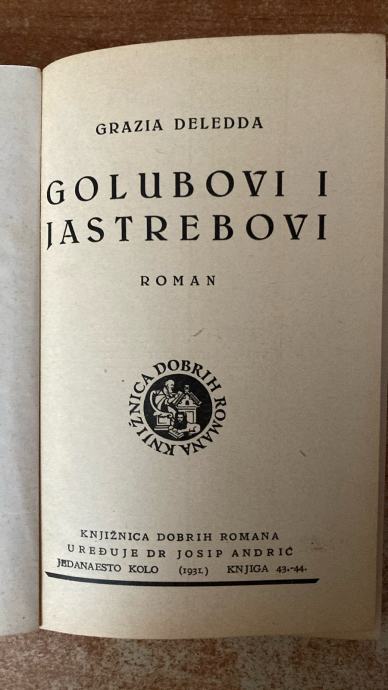 GRAZIA DELEDDA
GOLUBOVI I
JASTREBOVI
ROMAN
KNJIŽNICA DOBRIH ROMANA
KNJIŽNICA DOBRIH ROMANA
UREĐUJE DR JOSIP ANDRIĆ
JEDANAESTO KOLO (1931.) KNJIGA 43.-44.